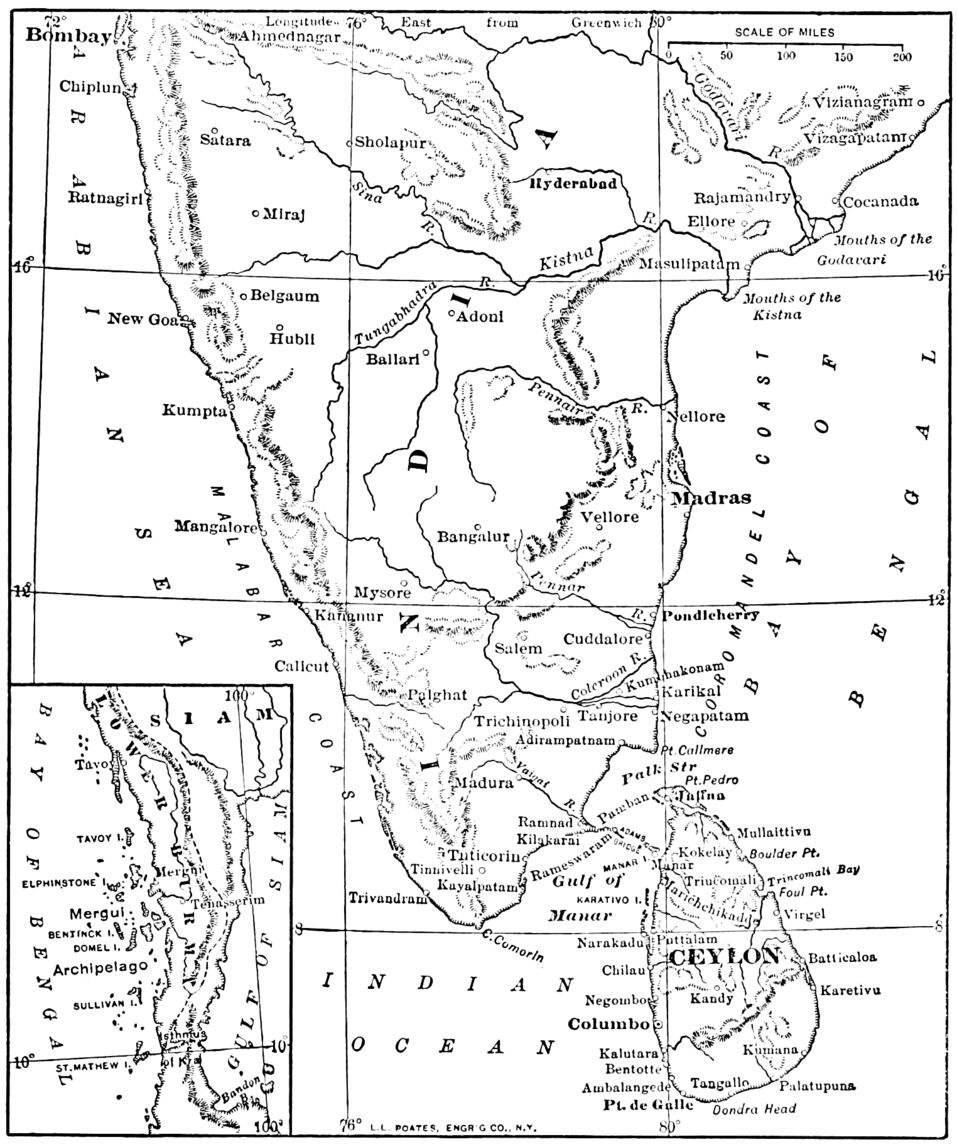 72° Longitude 76° East from Greenwich 80°
SCALE OF MILES
0 50 100 150 200
Bombay
Ahmednagar
Godavari
R.
Chiplun
Vizianagram
Vizagapatam
Satara
Sholapur
Hyderabad
Sina
R.
Ratnagiri
Miraj
Rajamandry
Cocanada
Ellore
Mouths of the
Godavari
Kistna
R.
Masulipatam
16°
16°
Belgaum
Tungabhadra
R.
Mouths of the
Kistna
New Goa
Hubli
Adoni
Ballari
Kumpta
Pennair
R.
Nellore
Madras
Mangalore
Bangalur
Vellore
Mysore
Pennar
R.
12°
12°
Kananur
Pondicherry
Salem
Cuddalore
Calicut
Coleroon R.
Kumbhakonam
Palghat
Karikal
Trichinopoli
Tanjore
Negapatam
Adirampatnam
Pt. Callmere
Palk Str
Madura
Vaigai
R.
Pt. Pedro
Jafina
Pamban
Ramnad
Kilakarai
ADAMS
BRIDGE
Mullaittivu
Rameswaram
MANAR I.
Manar
Kokelay
Boulder Pt.
Tuticorin
Tinnivelli
Kayalpatam
Trincomali
Trincomali Bay
Foul Pt.
Trivandram
Gulf of
Manar
KARATIVO I.
Marichchikaddi
Virgel
8°
8°
C. Comorin
Narakadu
Puttalam
CEYLON
Batticaloa
Chilau
Karetivu
Negombo
Kandy
Columbo
Kalutara
Kumana
Bentotte
Ambalangede
Tangalle
Palatupuna
Pt. de Galle
Dondra Head
ARABIAN SEA
INDIA
MALABAR COAST
COROMANDEL COAST
BAY OF BENGAL
INDIAN
OCEAN
76°
80°
L.L. POATES, ENGR'G CO., N.Y.
100°
SIAM
LOWER BURMA
BAY OF BENGAL
GULF OF SIAM
Tavoy
TAVOY I.
Mergui
ELPHINSTONE I.
Tenasserim
Mergui
BENTINCK I.
DOMEL I.
Archipelago
SULLIVAN I.
Isthmus
of Kra
10°
10°
ST. MATHEW I.
Bandon
100°